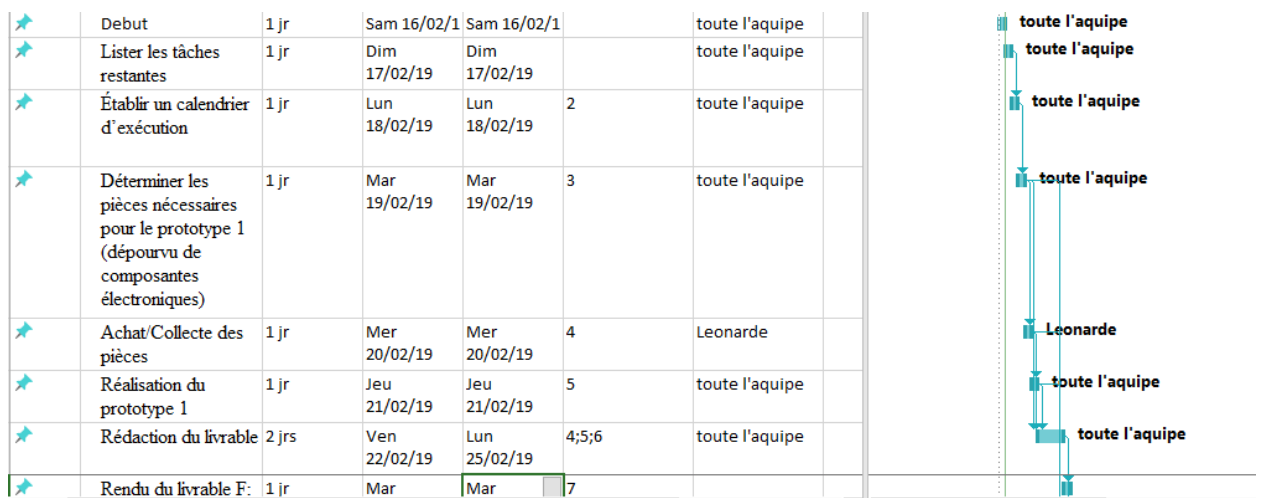 Debut 1 jr Sam 16/02/1 Sam 16/02/1 toute l'aquipe toute l'aquipe
Lister les tâches 1 jr Dim Dim toute l'aquipe toute l'aquipe
restantes 17/02/19 17/02/19
Établir un calendrier 1 jr Lun Lun 2 toute l'aquipe toute l'aquipe
d’exécution 18/02/19 18/02/19
Déterminer les 1 jr Mar Mar 3 toute l'aquipe toute l'aquipe
pièces nécessaires 19/02/19 19/02/19
pour le prototype 1
(dépourvu de
composantes
électroniques)
Achat/Collecte des 1 jr Mer Mer 4 Leonarde Leonarde
pièces 20/02/19 20/02/19
Réalisation du 1 jr Jeu Jeu 5 toute l'aquipe toute l'aquipe
prototype 1 21/02/19 21/02/19
Rédaction du livrable 2 jrs Ven Lun 4;5;6 toute l'aquipe toute l'aquipe
22/02/19 25/02/19
Rendu du livrable F: 1 jr Mar Mar 7